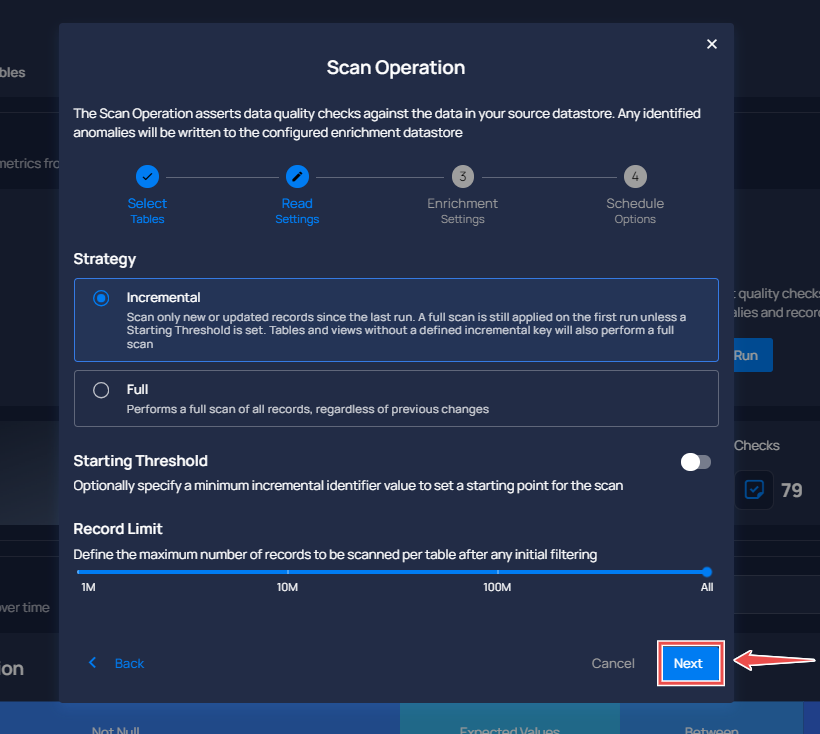 Scan Operation
The Scan Operation asserts data quality checks against the data in your source datastore. Any identified
anomalies will be written to the configured enrichment datastore
3
4
Select
Tables
Read
Settings
Enrichment
Settings
Schedule
Options
Strategy
Incremental
Scan only new or updated records since the last run. A full scan is still applied on the first run unless a
Starting Threshold is set. Tables and views without a defined incremental key will also perform a full
scan
Full
Performs a full scan of all records, regardless of previous changes
Starting Threshold
Optionally specify a minimum incremental identifier value to set a starting point for the scan
Record Limit
Define the maximum number of records to be scanned per table after any initial filtering
1M
10M
100M
All
Back
Cancel
Next
bles
metrics fro
quality check
alies and recor
Run
Checks
79
over time
ion
Not Null
Expected Values
Between